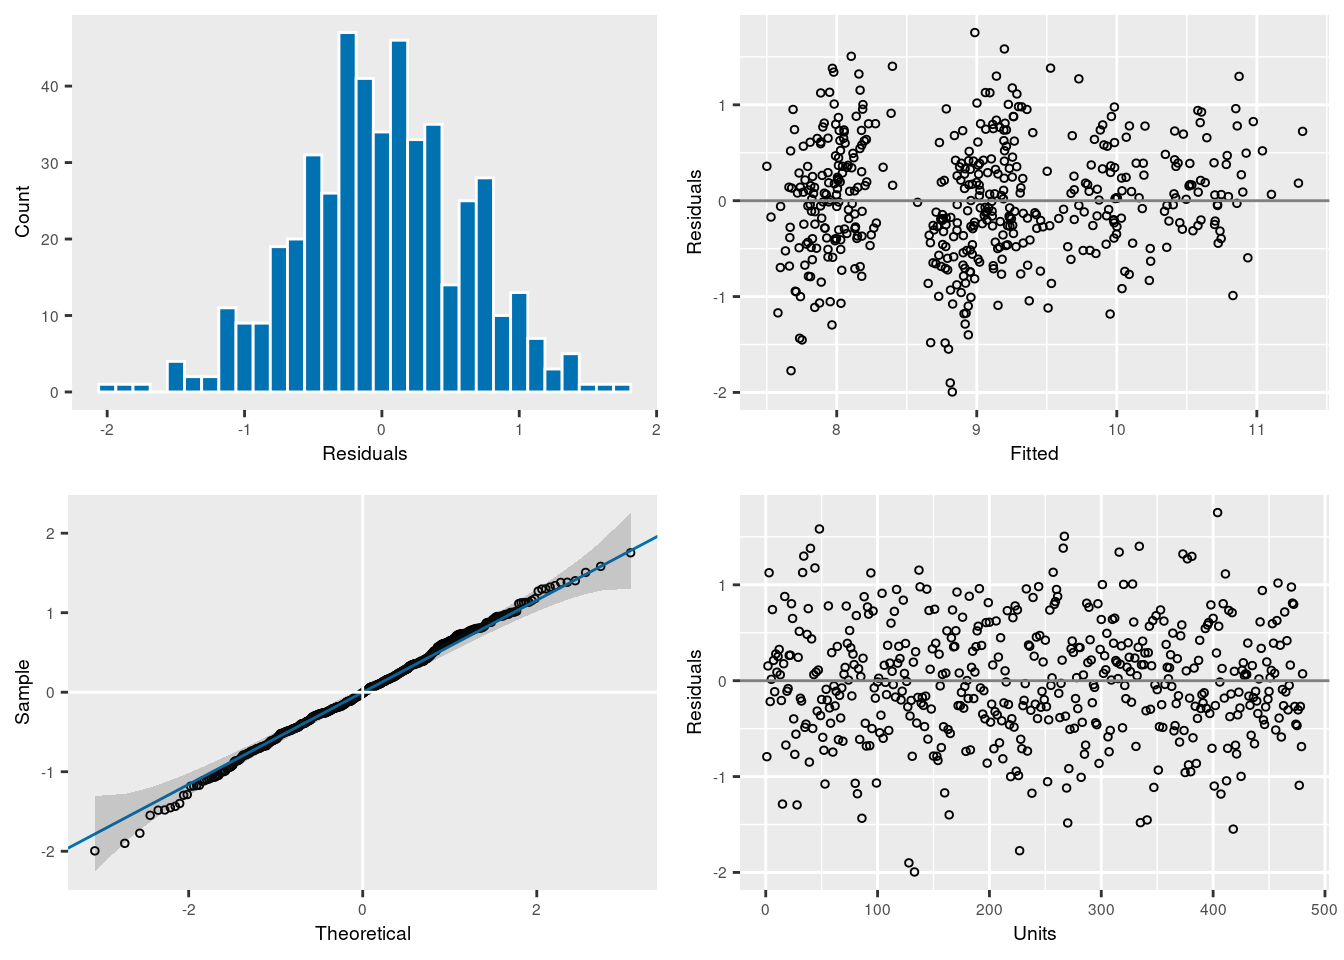 Count
40
30
20
10
0
-2 -1 0 1 2
Residuals
Residuals
1
0
-1
-2
8 9 10 11
Fitted
Sample
2
1
0
-1
-2
-2 0 2
Theoretical
Residuals
1
0
-1
-2
0 100 200 300 400 500
Units